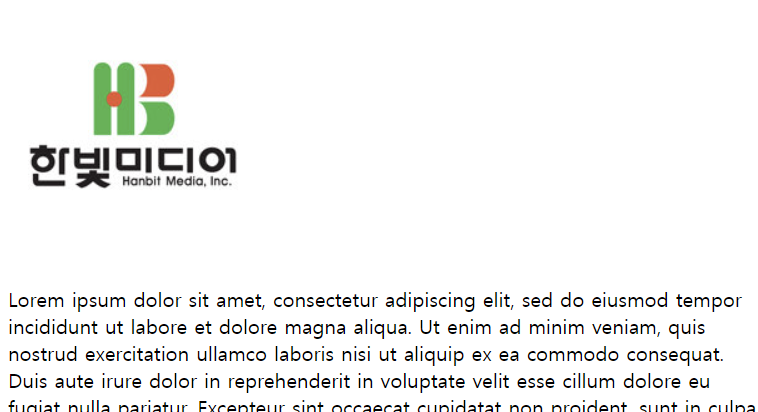 한빛미디어
Hanbit Media, Inc.
Lorem ipsum dolor sit amet, consectetur adipiscing elit, sed do eiusmod tempor
incididunt ut labore et dolore magna aliqua. Ut enim ad minim veniam, quis
nostrud exercitation ullamco laboris nisi ut aliquip ex ea commodo consequat.
Duis aute irure dolor in reprehenderit in voluptate velit esse cillum dolore eu
fugiat nulla pariatur. Excepteur sint occaecat cupidatat non proident, sunt in culpa